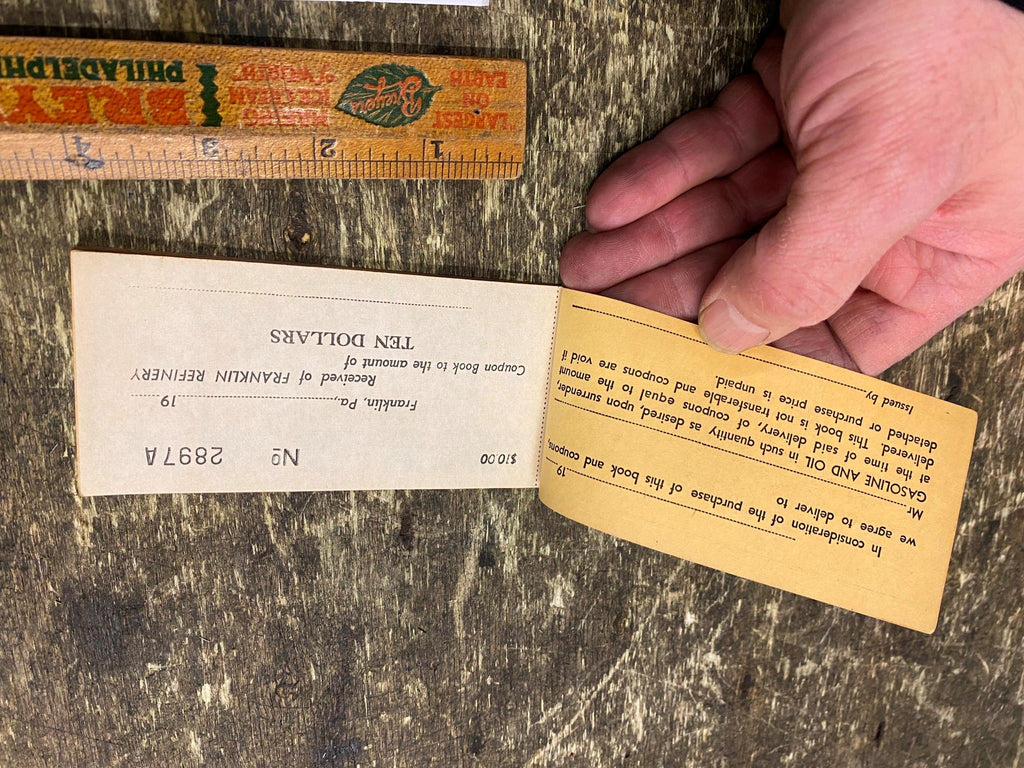 1 2 3 4
LARGEST
ON
EARTH
Breyers
ICE CREAM
BREY
PHILADELPHI
$10.00 Nº 2897A
Franklin, Pa., 19
Received of FRANKLIN REFINERY
Coupon Book to the amount of
TEN DOLLARS
19
In consideration of the purchase of this book and coupons,
we agree to deliver to
Mr.
GASOLINE AND OIL in such quantity as desired, upon surrender,
at the time of said delivery, of coupons equal to the amount
delivered. This book is not transferable and coupons are void if
detached or purchase price is unpaid.
Issued by